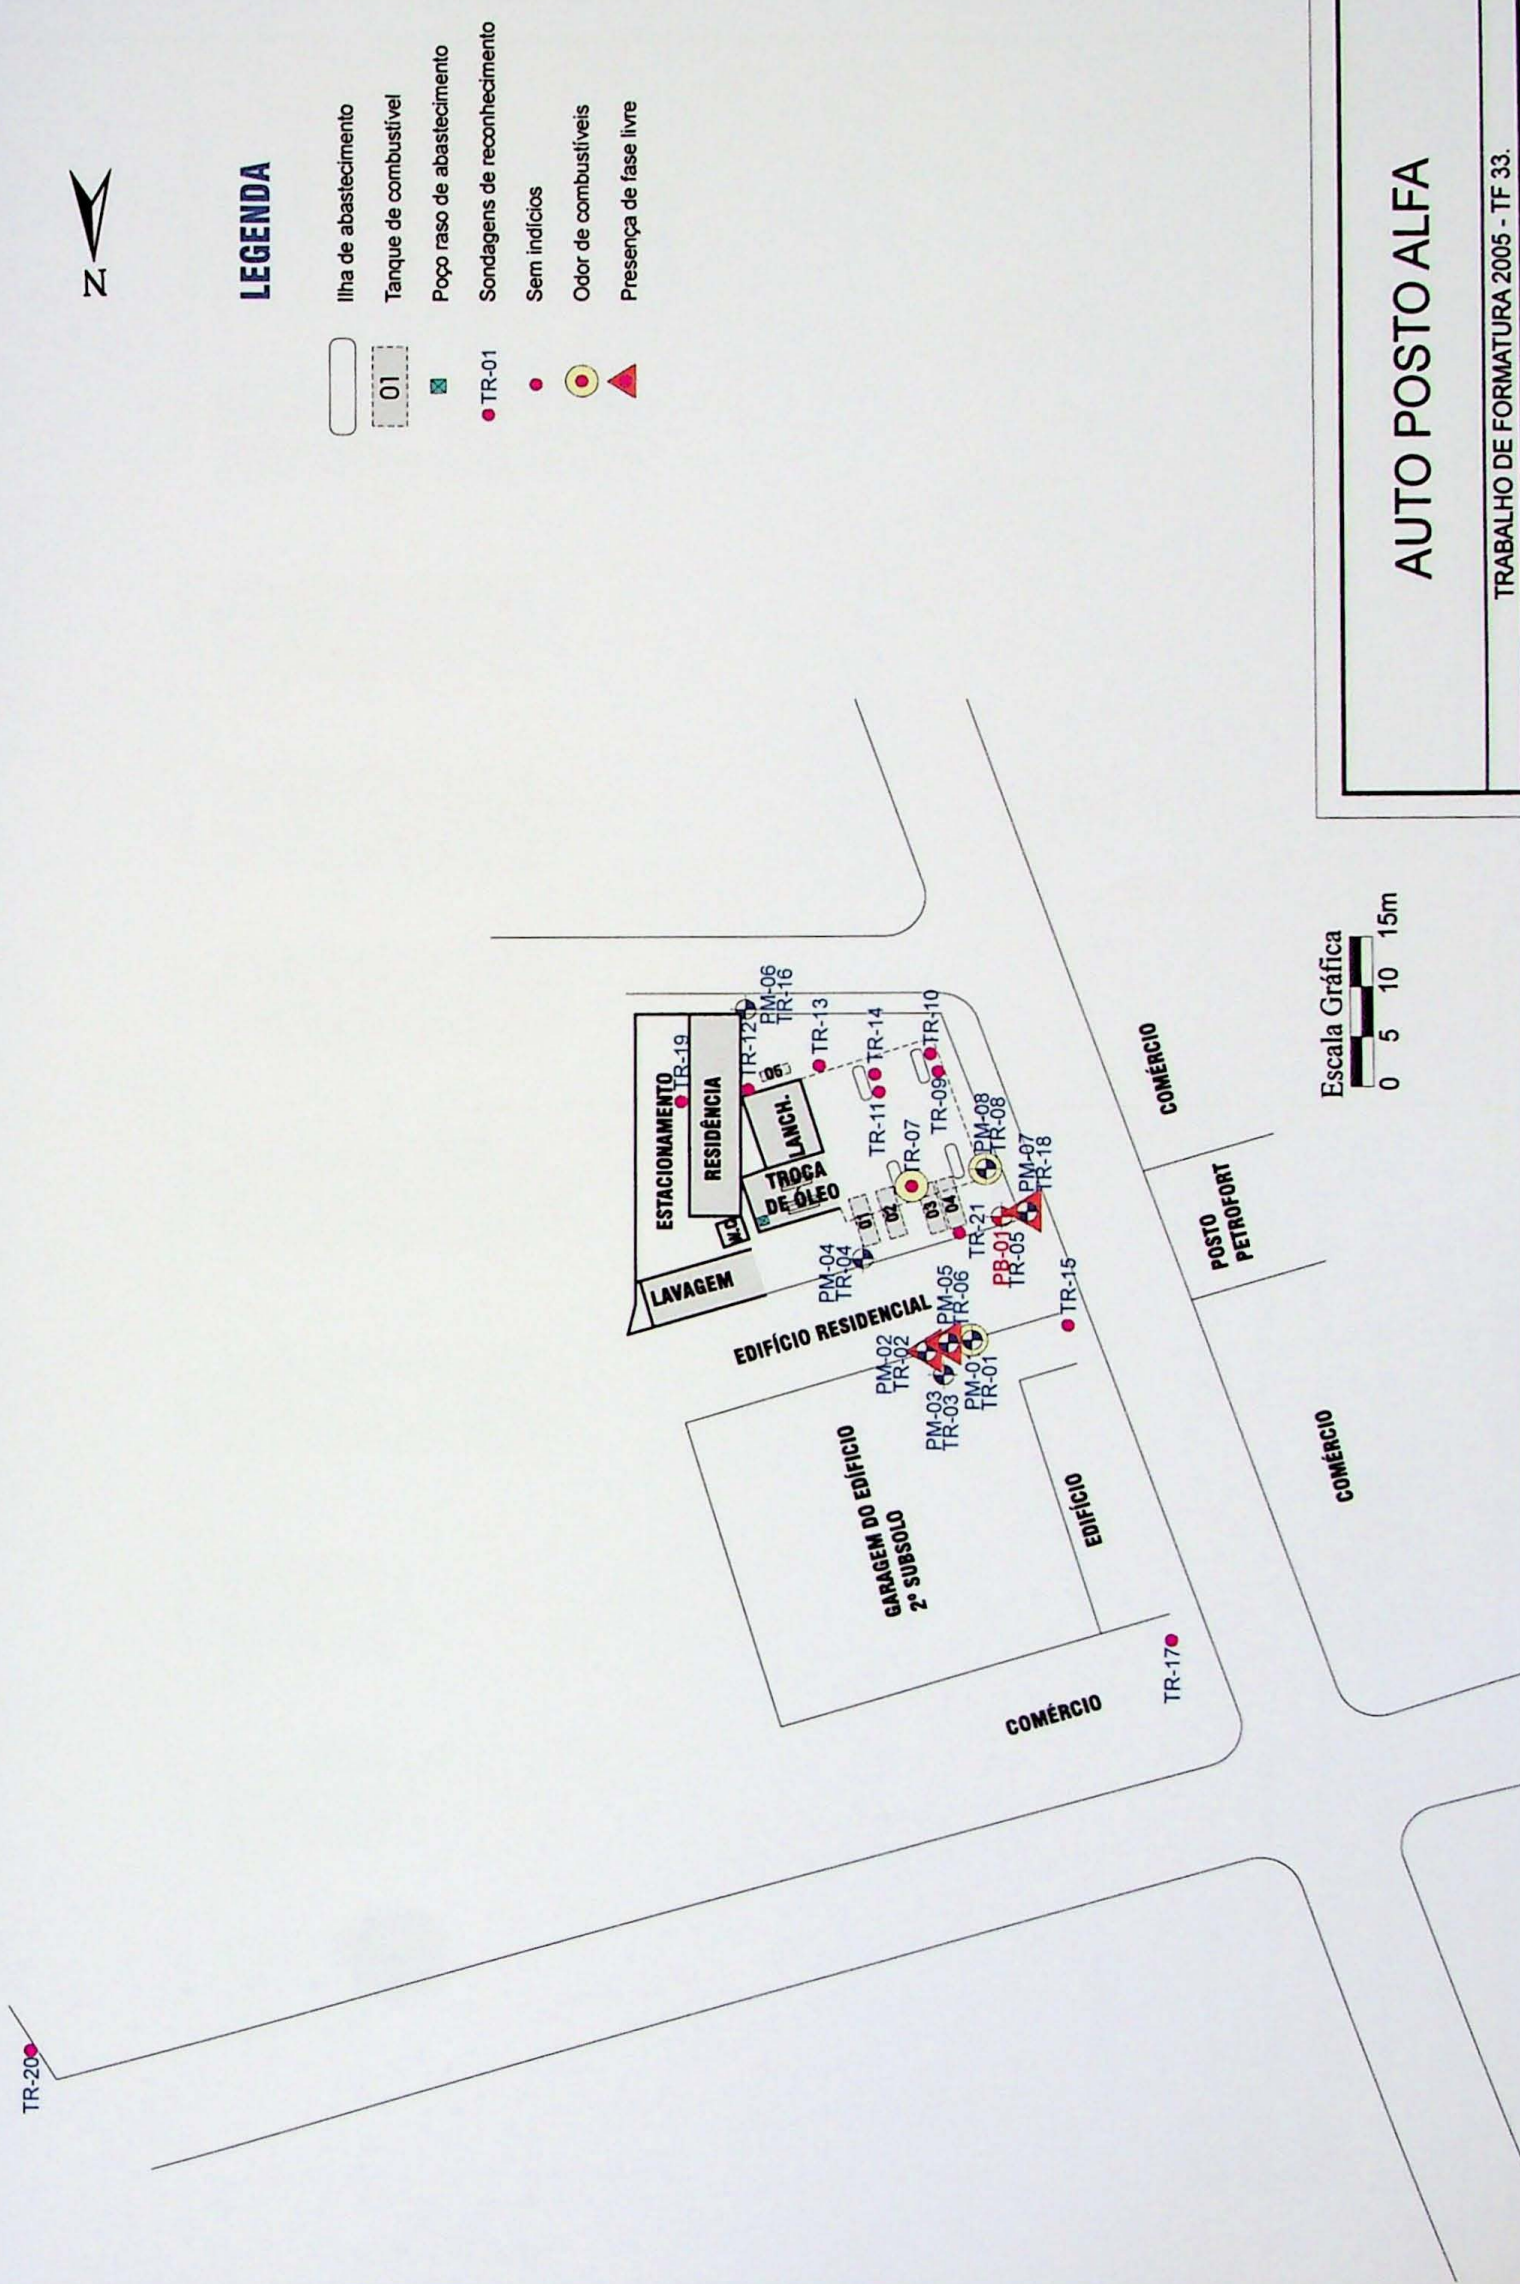 N
LEGENDA
Ilha de abastecimento
01
Tanque de combustível
Poço raso de abastecimento
TR-01
Sondagens de reconhecimento
Sem indícios
Odor de combustíveis
Presença de fase livre
TR-20
ESTACIONAMENTO
TR-19
RESIDÊNCIA
W.C
LAVAGEM
TR-12
PM-06
TR-16
05
LANCH.
TROCA
DE ÓLEO
TR-13
TR-14
TR-11
TR-10
TR-09
TR-07
01
02
03
04
PM-08
TR-08
PM-07
TR-18
TR-21
PB-01
TR-05
PM-04
TR-04
EDIFÍCIO RESIDENCIAL
PM-05
TR-06
PM-02
TR-02
PM-03
TR-03
PM-01
TR-01
TR-15
GARAGEM DO EDÍFICIO
2º SUBSOLO
EDIFÍCIO
COMÉRCIO
TR-17
COMÉRCIO
POSTO
PETROFORT
COMÉRCIO
Escala Gráfica
0 5 10 15m
AUTO POSTO ALFA
TRABALHO DE FORMATURA 2005 - TF 33.